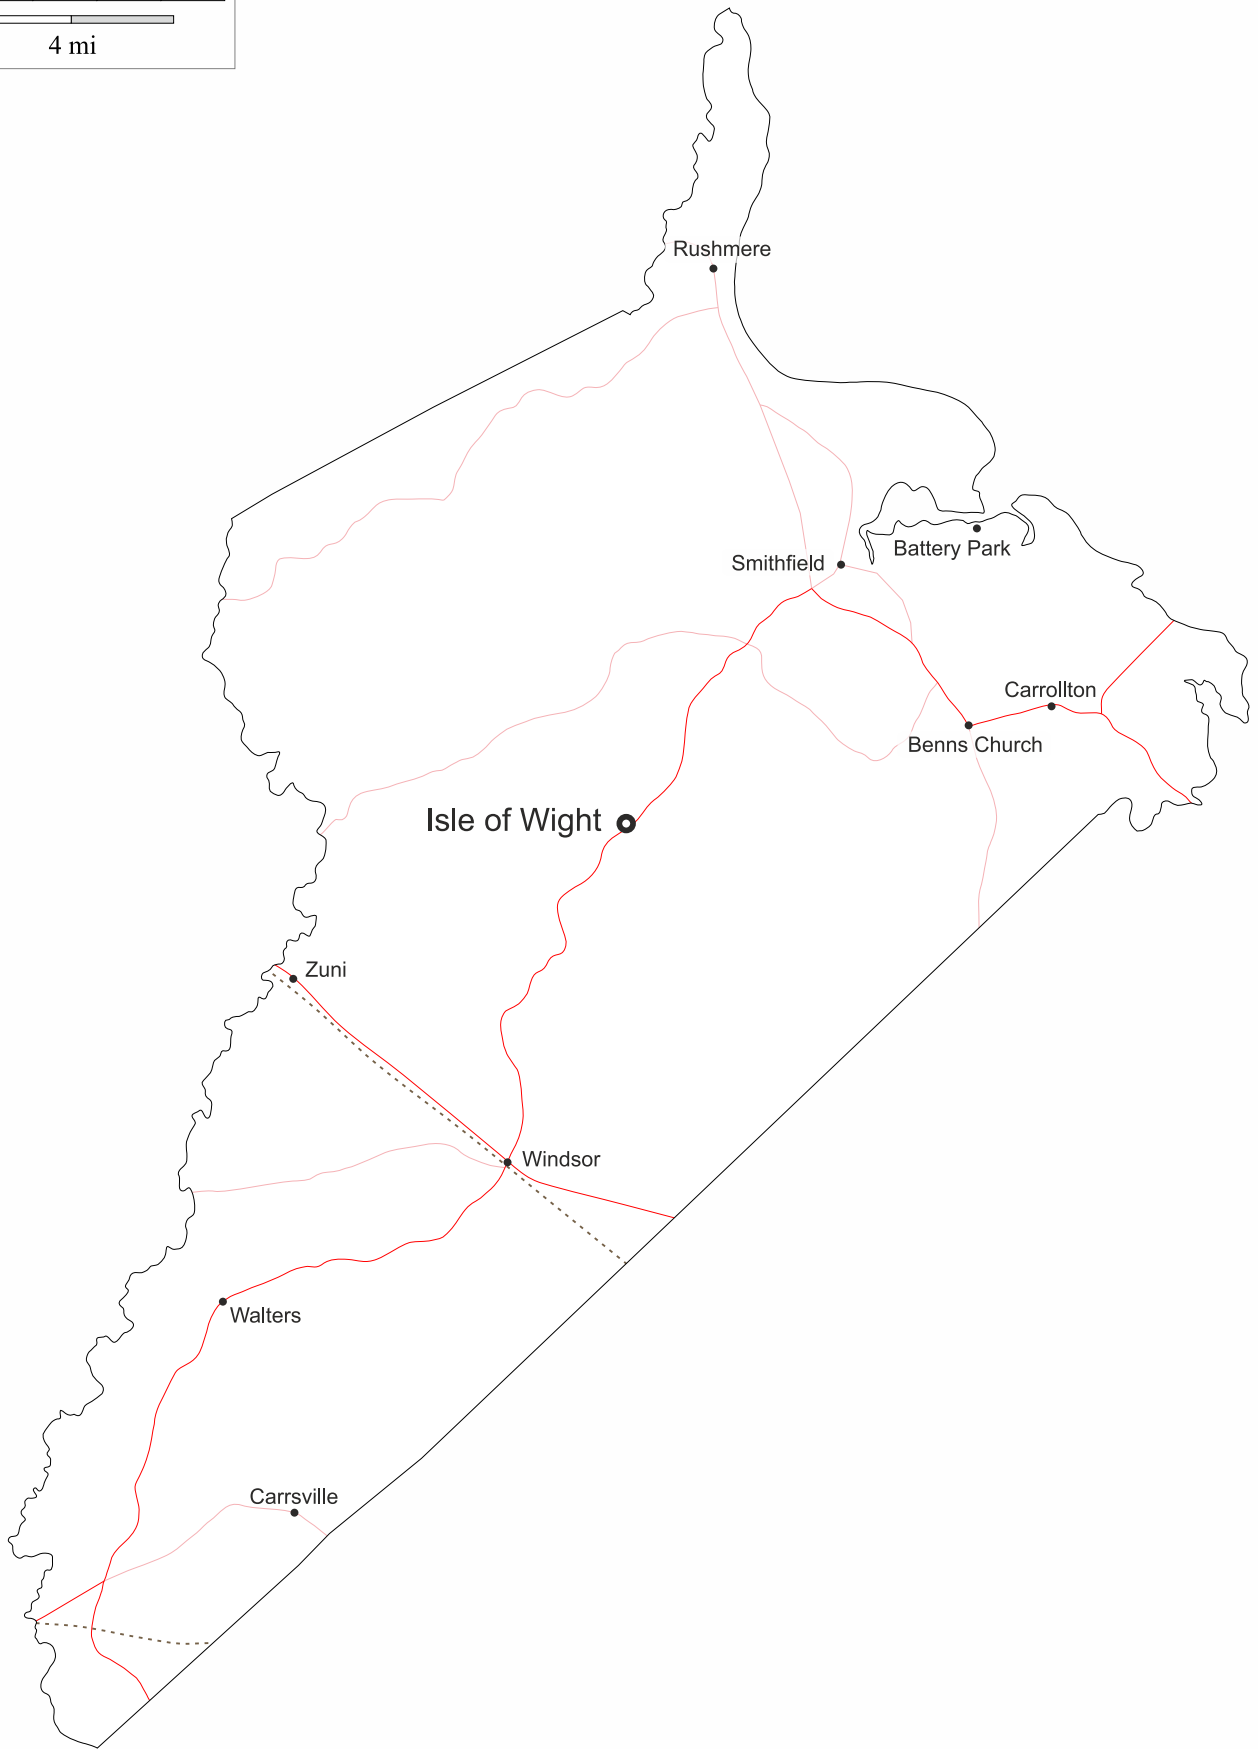 4 mi
Rushmere
Battery Park
Smithfield
Carrollton
Benns Church
Isle of Wight
Zuni
Windsor
Walters
Carrsville